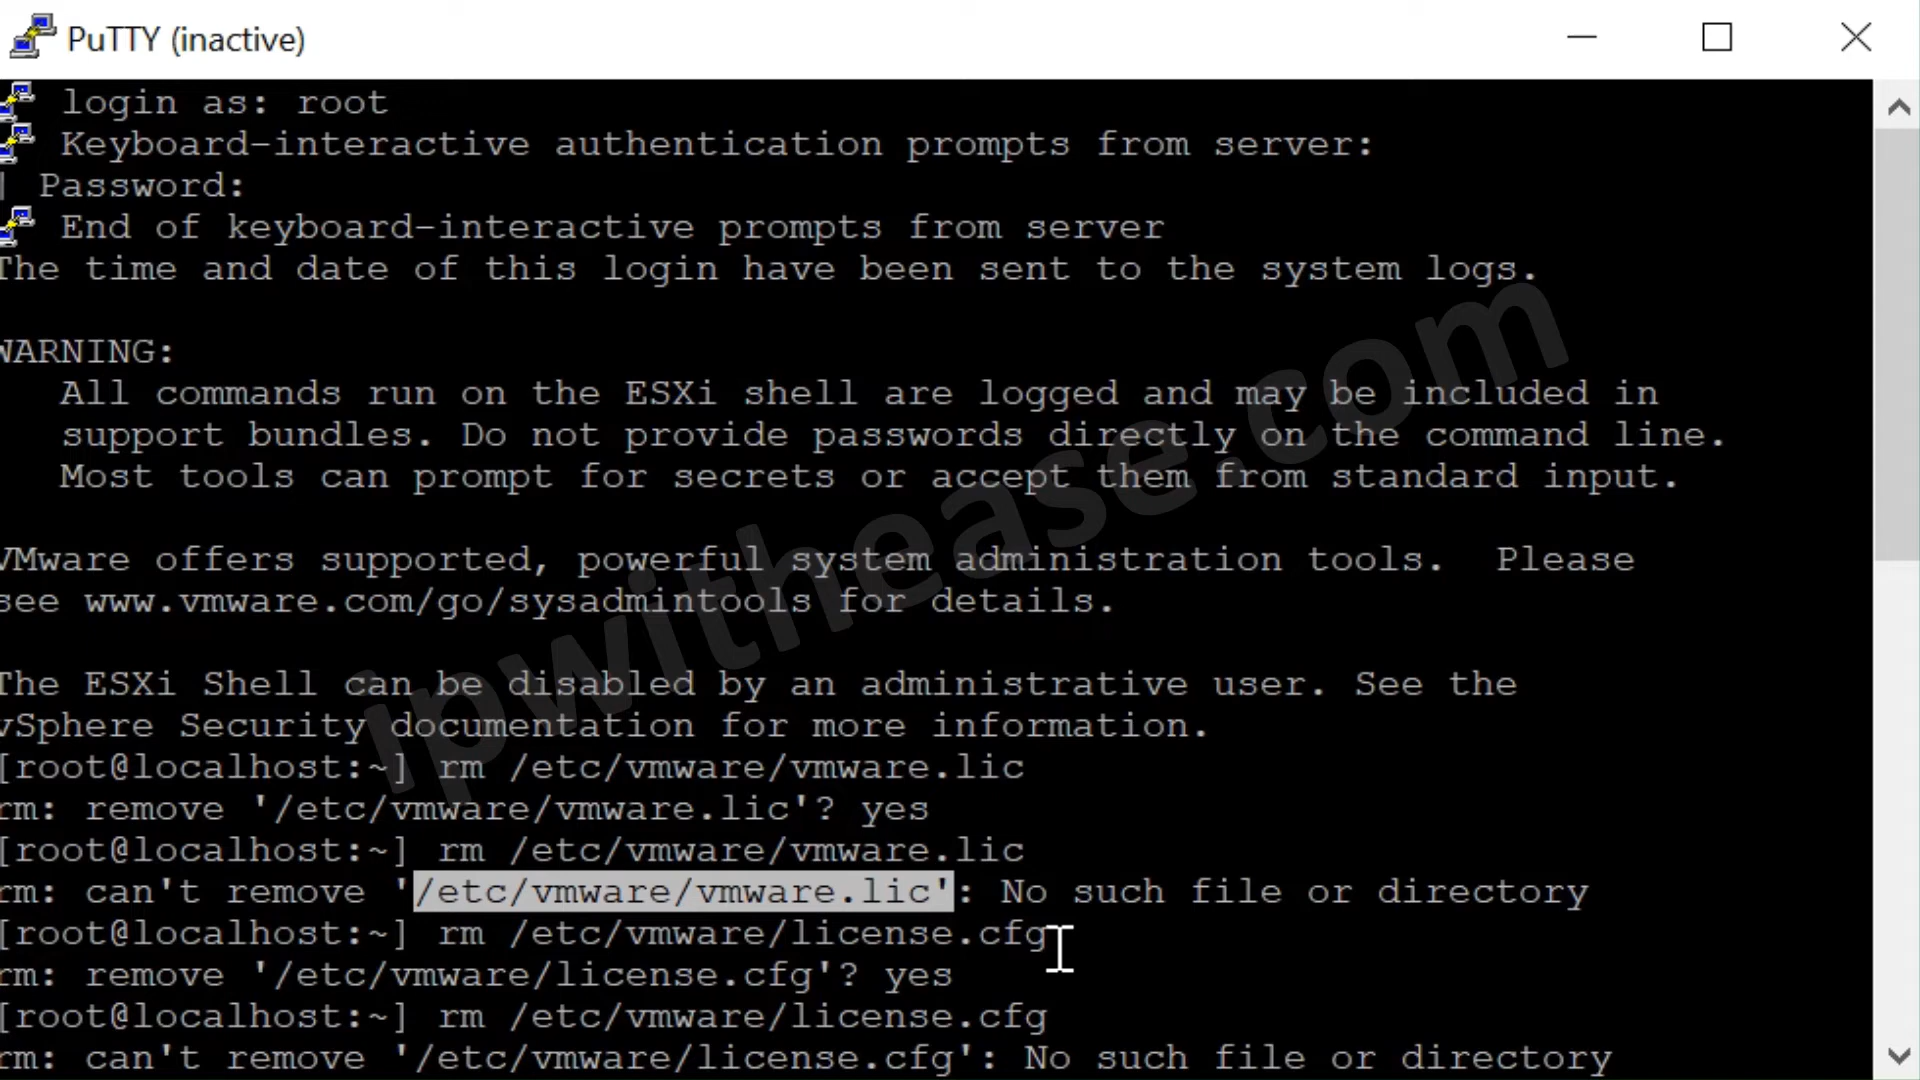 PuTTY (inactive)
login as: root
Keyboard-interactive authentication prompts from server:
| Password:
End of keyboard-interactive prompts from server
The time and date of this login have been sent to the system logs.
WARNING:
All commands run on the ESXi shell are logged and may be included in
support bundles. Do not provide passwords directly on the command line.
Most tools can prompt for secrets or accept them from standard input.
VMware offers supported, powerful system administration tools.  Please
see www.vmware.com/go/sysadmintools for details.
The ESXi Shell can be disabled by an administrative user. See the
vSphere Security documentation for more information.
[root@localhost:~] rm /etc/vmware/vmware.lic
rm: remove '/etc/vmware/vmware.lic'? yes
[root@localhost:~] rm /etc/vmware/vmware.lic
rm: can't remove '/etc/vmware/vmware.lic': No such file or directory
[root@localhost:~] rm /etc/vmware/license.cfg
rm: remove '/etc/vmware/license.cfg'? yes
[root@localhost:~] rm /etc/vmware/license.cfg
rm: can't remove '/etc/vmware/license.cfg': No such file or directory
ipwithease.com